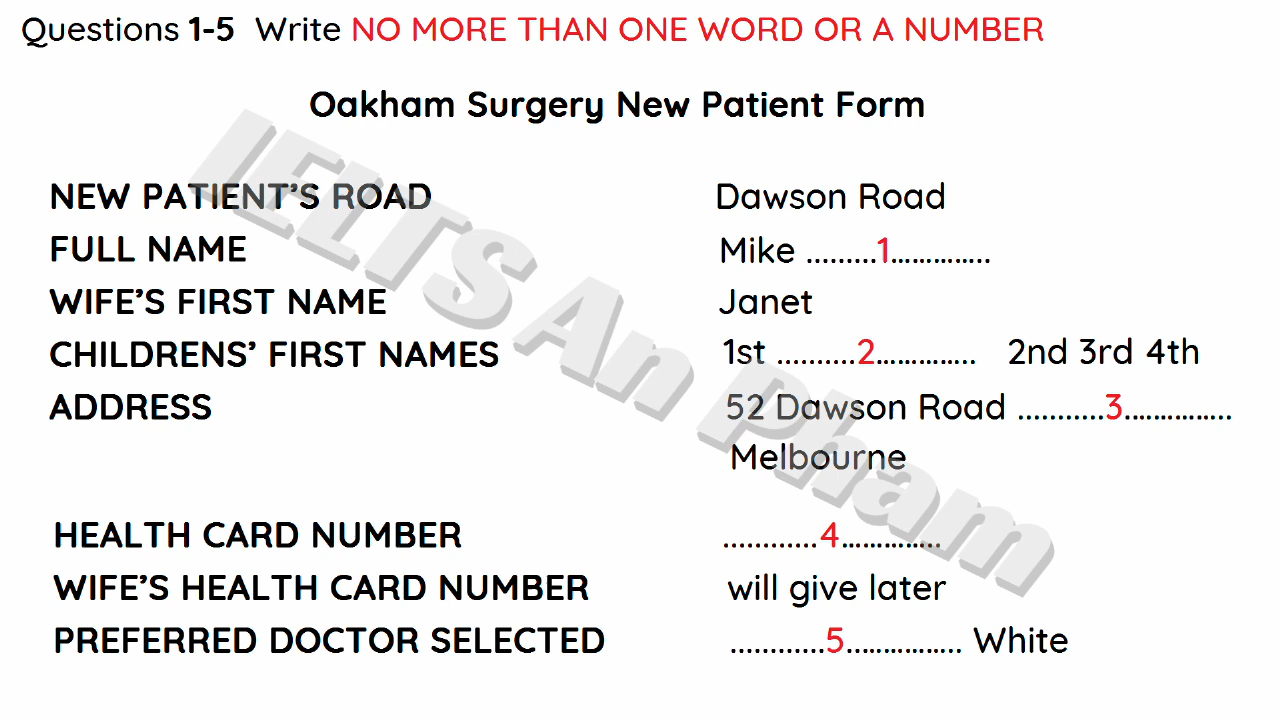 Questions 1-5 Write NO MORE THAN ONE WORD OR A NUMBER
Oakham Surgery New Patient Form
NEW PATIENT'S ROAD Dawson Road
FULL NAME Mike .........1..............
WIFE'S FIRST NAME Janet
CHILDRENS' FIRST NAMES 1st ..........2.............. 2nd 3rd 4th
ADDRESS 52 Dawson Road ...........3...............
Melbourne
HEALTH CARD NUMBER ............4..............
WIFE'S HEALTH CARD NUMBER will give later
PREFERRED DOCTOR SELECTED ............5................ White
IELTS An Pham